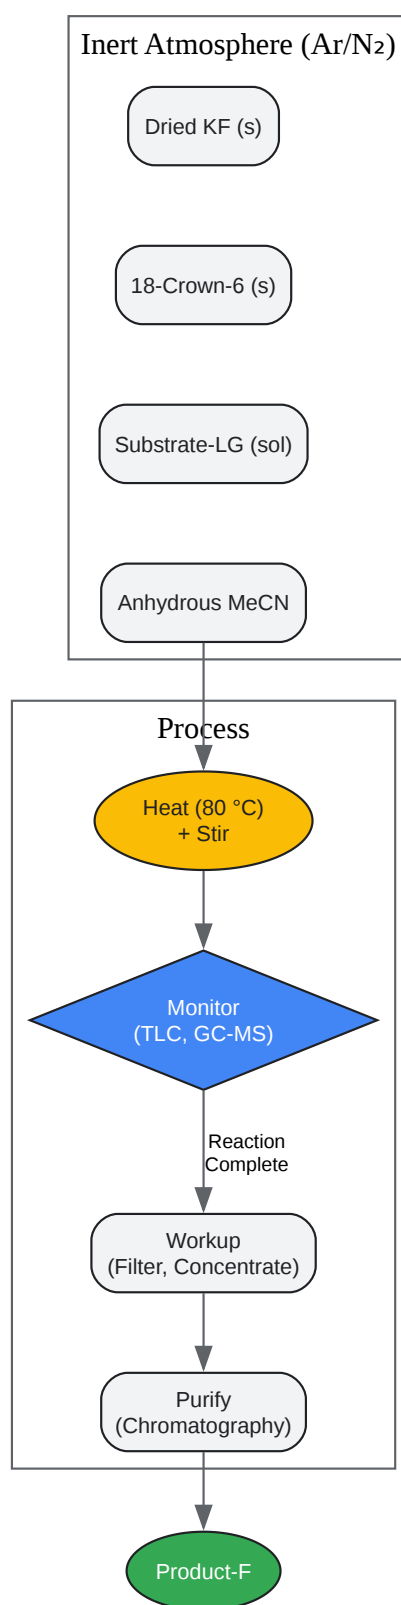 Inert Atmosphere (Ar/N₂)
Dried KF (s)
18-Crown-6 (s)
Substrate-LG (sol)
Anhydrous MeCN
Process
Heat (80 °C)
+ Stir
Monitor
(TLC, GC-MS)
Reaction
Complete
Workup
(Filter, Concentrate)
Purify
(Chromatography)
Product-F